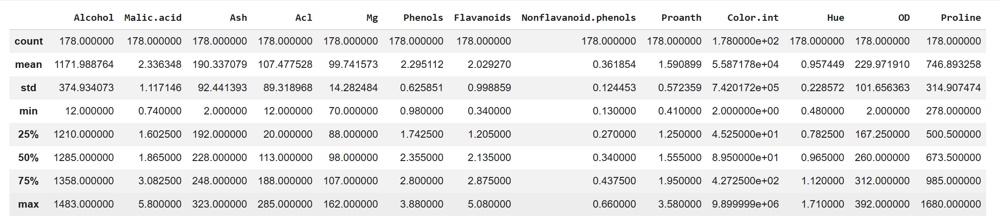 Alcohol Malic.acid Ash Acl Mg Phenols Flavanoids Nonflavanoid.phenols Proanth Color.int Hue OD Proline
count 178.000000 178.000000 178.000000 178.000000 178.000000 178.000000 178.000000 178.000000 178.000000 1.780000e+02 178.000000 178.000000 178.000000
mean 1171.988764 2.336348 190.337079 107.477528 99.741573 2.295112 2.029270 0.361854 1.590899 5.587178e+04 0.957449 229.971910 746.893258
std 374.934073 1.117146 92.441393 89.318968 14.282484 0.625851 0.998859 0.124453 0.572359 7.420172e+05 0.228572 101.656363 314.907474
min 12.000000 0.740000 2.000000 12.000000 70.000000 0.980000 0.340000 0.130000 0.410000 2.000000e+00 0.480000 2.000000 278.000000
25% 1210.000000 1.602500 192.000000 20.000000 88.000000 1.742500 1.205000 0.270000 1.250000 4.525000e+01 0.782500 167.250000 500.500000
50% 1285.000000 1.865000 228.000000 113.000000 98.000000 2.355000 2.135000 0.340000 1.555000 8.950000e+01 0.965000 260.000000 673.500000
75% 1358.000000 3.082500 248.000000 188.000000 107.000000 2.800000 2.875000 0.437500 1.950000 4.272500e+02 1.120000 312.000000 985.000000
max 1483.000000 5.800000 323.000000 285.000000 162.000000 3.880000 5.080000 0.660000 3.580000 9.899999e+06 1.710000 392.000000 1680.000000